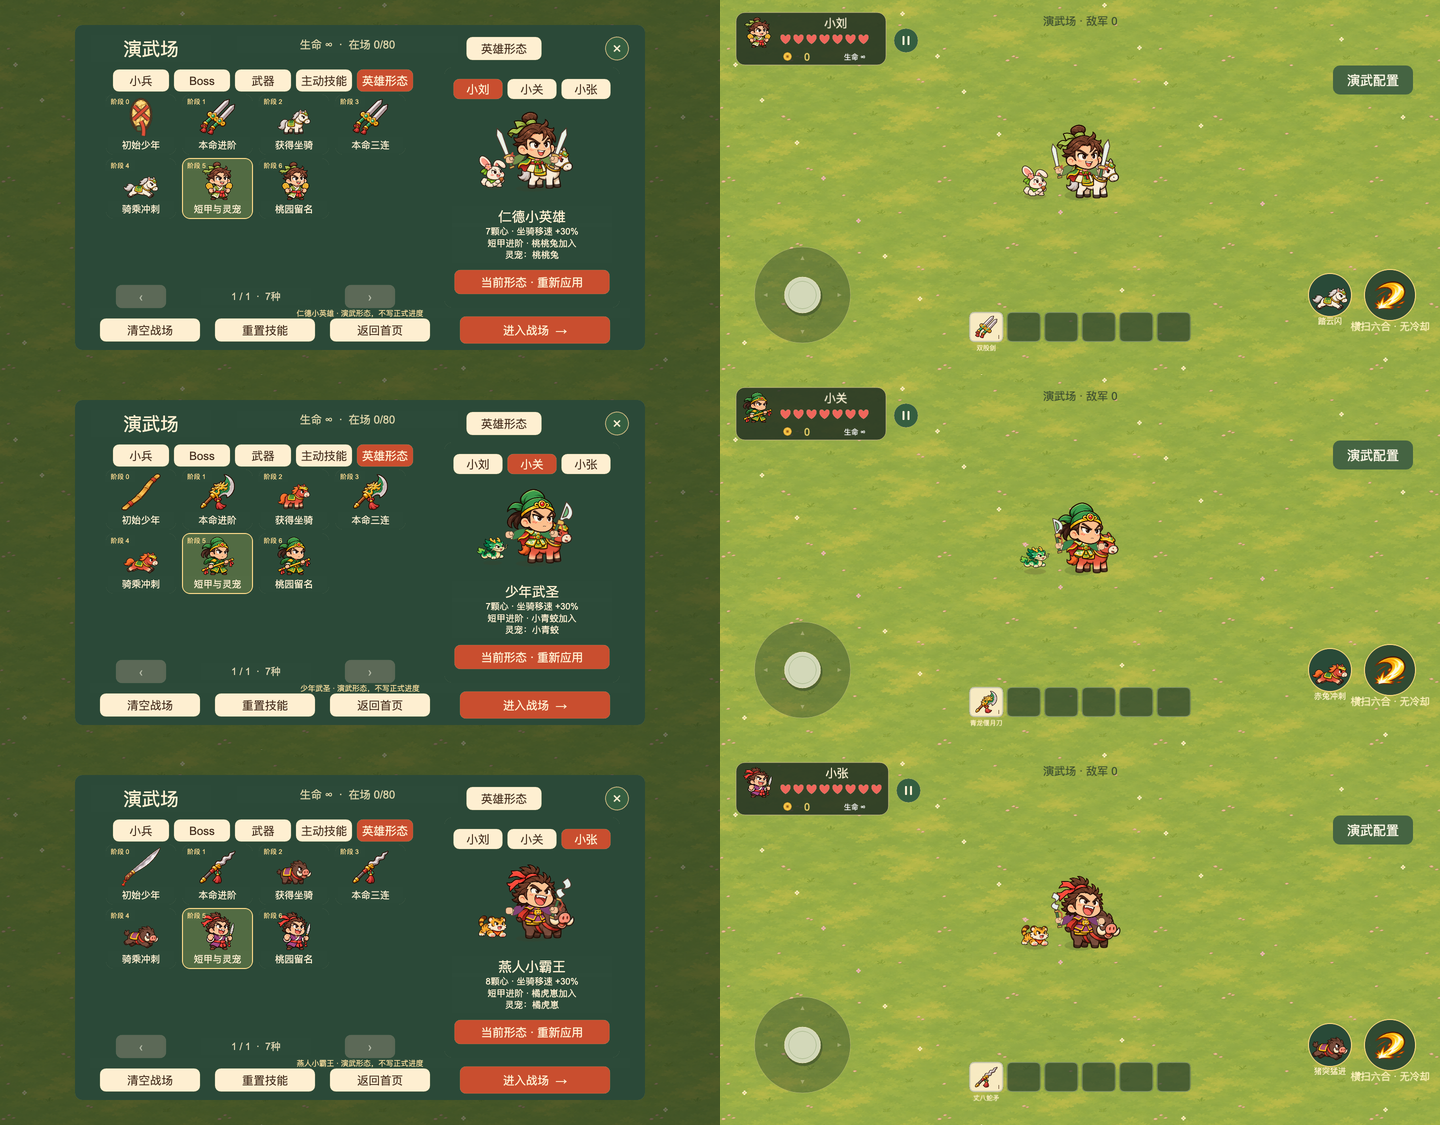 演武场
生命 ∞ · 在场 0/80
英雄形态
×
小兵 Boss 武器 主动技能 英雄形态
小刘 小关 小张
阶段 0 阶段 1 阶段 2 阶段 3
初始少年 本命进阶 获得坐骑 本命三连
阶段 4 阶段 5 阶段 6
骑乘冲刺 短甲与灵宠 桃园留名
仁德小英雄
7颗心 · 坐骑移速 +30%
短甲进阶 · 桃桃兔加入
灵宠：桃桃兔
当前形态 · 重新应用
‹ 1 / 1 · 7种 ›
仁德小英雄 · 演武形态，不写正式进度
清空战场 重置技能 返回首页
进入战场 →
小刘
0 生命 ∞
演武场 · 敌军 0
演武配置
踏云闪
横扫六合 · 无冷却
1
双股剑
演武场
生命 ∞ · 在场 0/80
英雄形态
×
小兵 Boss 武器 主动技能 英雄形态
小刘 小关 小张
阶段 0 阶段 1 阶段 2 阶段 3
初始少年 本命进阶 获得坐骑 本命三连
阶段 4 阶段 5 阶段 6
骑乘冲刺 短甲与灵宠 桃园留名
少年武圣
7颗心 · 坐骑移速 +30%
短甲进阶 · 小青蛟加入
灵宠：小青蛟
当前形态 · 重新应用
‹ 1 / 1 · 7种 ›
少年武圣 · 演武形态，不写正式进度
清空战场 重置技能 返回首页
进入战场 →
小关
0 生命 ∞
演武场 · 敌军 0
演武配置
赤兔冲刺
横扫六合 · 无冷却
1
青龙偃月刀
演武场
生命 ∞ · 在场 0/80
英雄形态
×
小兵 Boss 武器 主动技能 英雄形态
小刘 小关 小张
阶段 0 阶段 1 阶段 2 阶段 3
初始少年 本命进阶 获得坐骑 本命三连
阶段 4 阶段 5 阶段 6
骑乘冲刺 短甲与灵宠 桃园留名
燕人小霸王
8颗心 · 坐骑移速 +30%
短甲进阶 · 橘虎崽加入
灵宠：橘虎崽
当前形态 · 重新应用
‹ 1 / 1 · 7种 ›
燕人小霸王 · 演武形态，不写正式进度
清空战场 重置技能 返回首页
进入战场 →
小张
0 生命 ∞
演武场 · 敌军 0
演武配置
猪突猛进
横扫六合 · 无冷却
1
丈八蛇矛